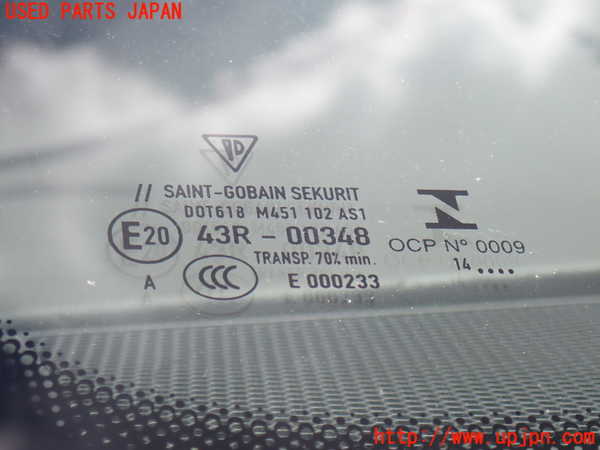 USED PARTS JAPAN
// SAINT-GOBAIN SEKURIT
DOT618 M451 102 AS1
E20 43R - 00348
TRANSP. 70% min.
A CCC E 000233
OCP Nº 0009
14 ....
http://www.upjpn.com